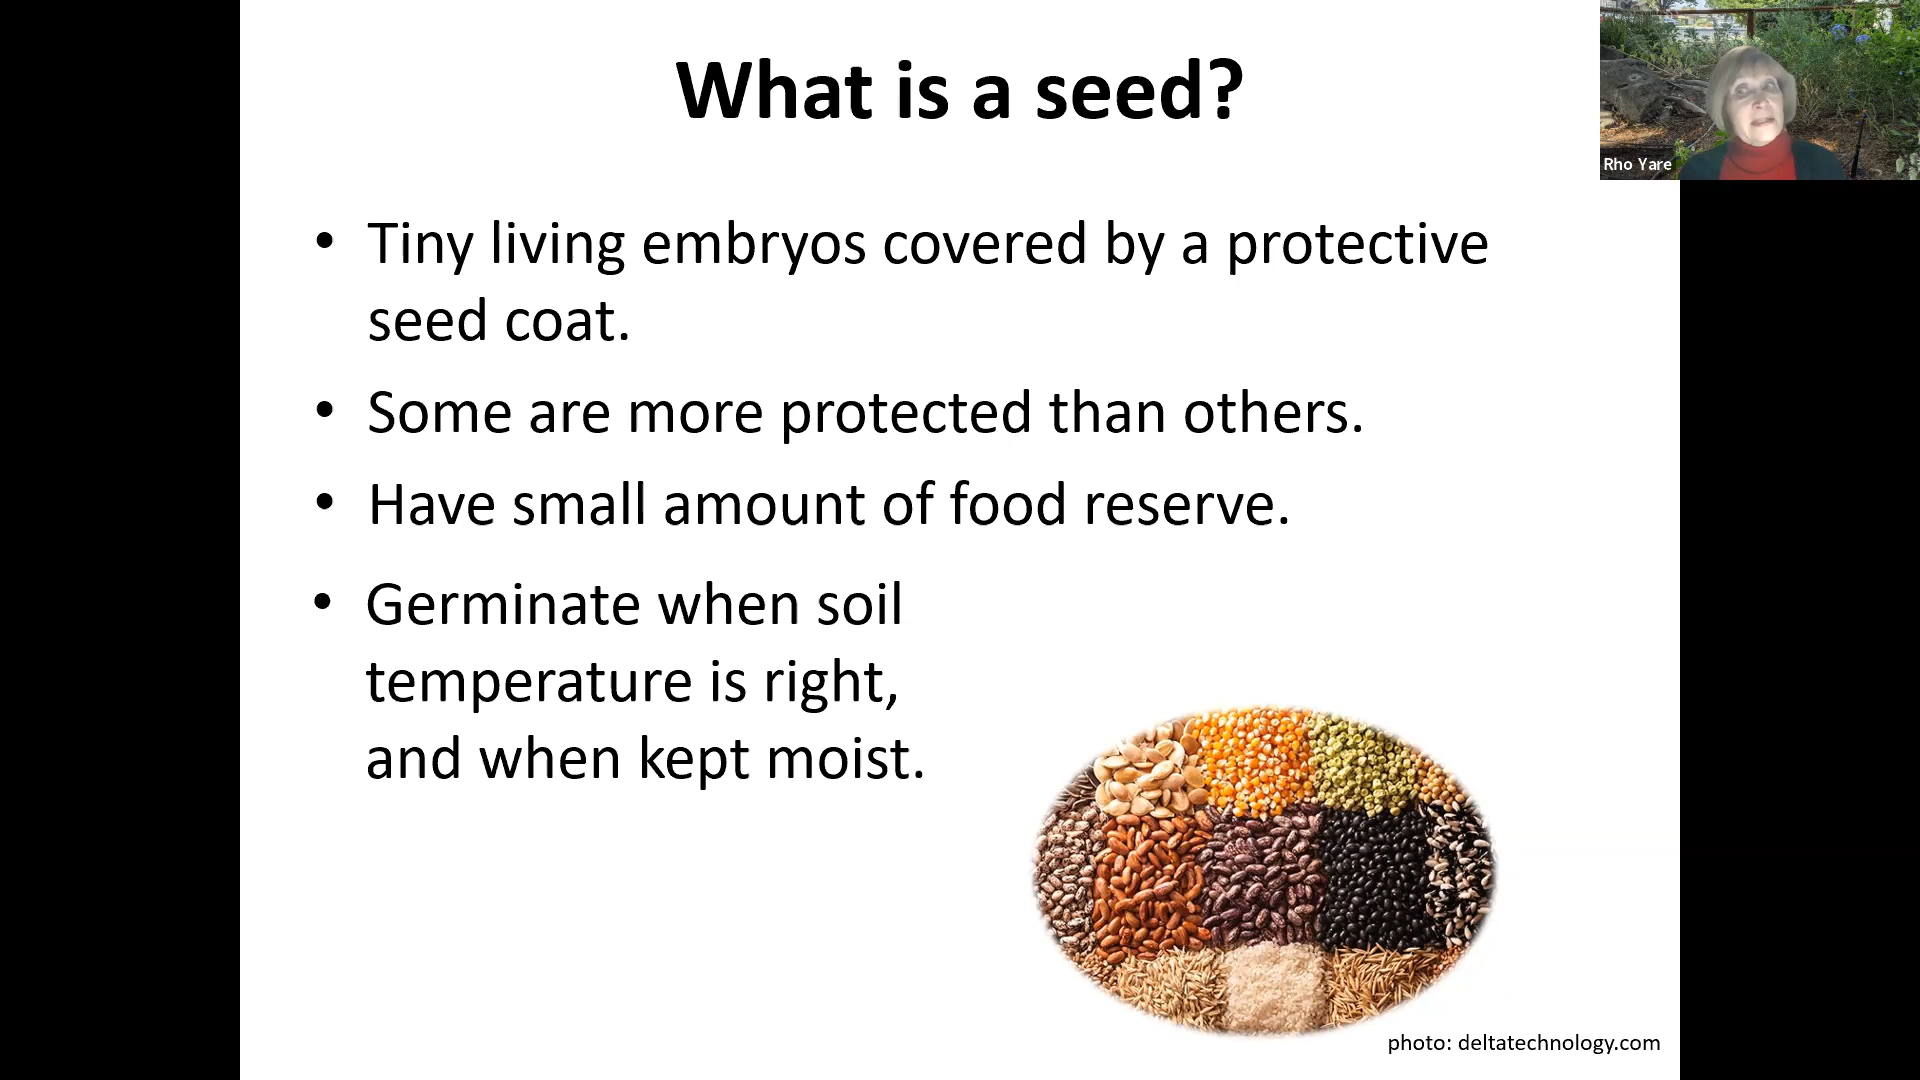 What is a seed?
Rho Yare
• Tiny living embryos covered by a protective
seed coat.
• Some are more protected than others.
• Have small amount of food reserve.
• Germinate when soil
temperature is right,
and when kept moist.
photo: deltatechnology.com